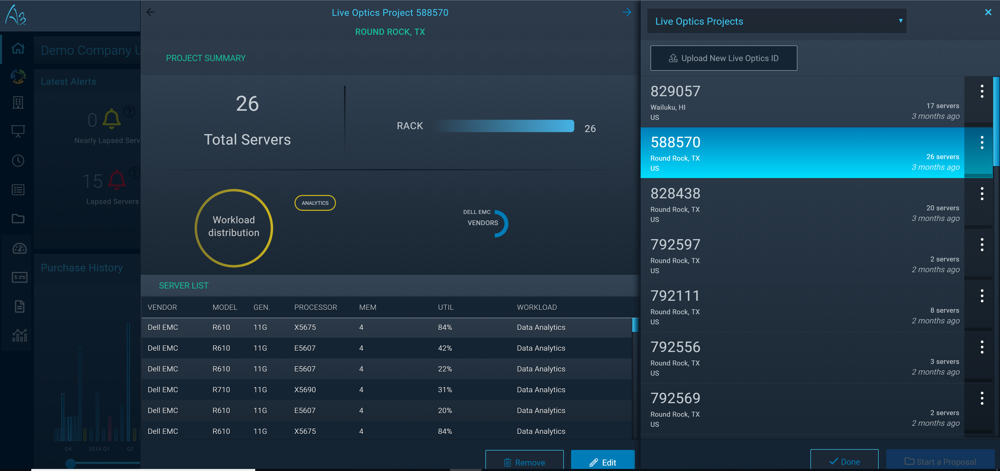 A3
Demo Company U
Latest Alerts
0
?
Nearly Lapsed Serv
15
?
Lapsed Servers
Purchase History
Q4
2014 Q1
Q2
Live Optics Project 588570
ROUND ROCK, TX
PROJECT SUMMARY
26
Total Servers
RACK
26
Workload
distribution
ANALYTICS
DELL EMC
VENDORS
SERVER LIST
VENDOR MODEL GEN. PROCESSOR MEM UTIL WORKLOAD
Dell EMC R610 11G X5675 4 84% Data Analytics
Dell EMC R610 11G E5607 4 42% Data Analytics
Dell EMC R610 11G E5607 4 22% Data Analytics
Dell EMC R710 11G X5690 4 31% Data Analytics
Dell EMC R610 11G E5607 4 20% Data Analytics
Dell EMC R610 11G X5675 4 84% Data Analytics
Remove
Edit
Live Optics Projects
Upload New Live Optics ID
829057
Wailuku, HI
US
17 servers
3 months ago
588570
Round Rock, TX
US
26 servers
3 months ago
828438
Round Rock, TX
US
20 servers
3 months ago
792597
Round Rock, TX
US
2 servers
2 months ago
792111
Round Rock, TX
US
8 servers
2 months ago
792556
Round Rock, TX
US
3 servers
2 months ago
792569
Round Rock, TX
US
2 servers
2 months ago
Done
Start a Proposal